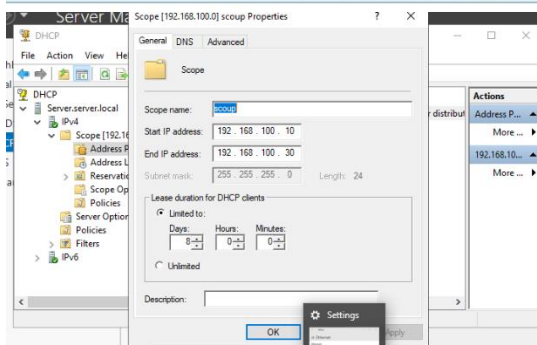 Server Ma
Scope [192.168.100.0] scoup Properties
?
DHCP
File Action View Hel
General DNS Advanced
Scope
DHCP
Server.server.local
IPv4
Scope [192.16
Address P
Address L
Reservatio
Scope Op
Policies
Server Option
Policies
Filters
IPv6
Scope name: scoup
Start IP address: 192 . 168 . 100 . 10
End IP address: 192 . 168 . 100 . 30
Subnet mask: 255 . 255 . 255 . 0 Length: 24
Lease duration for DHCP clients
Limited to:
Days: Hours: Minutes:
8 0 0
Unlimited
Description:
OK
Apply
Settings
r distribut
Actions
Address P...
More ...
192.168.10...
More ...